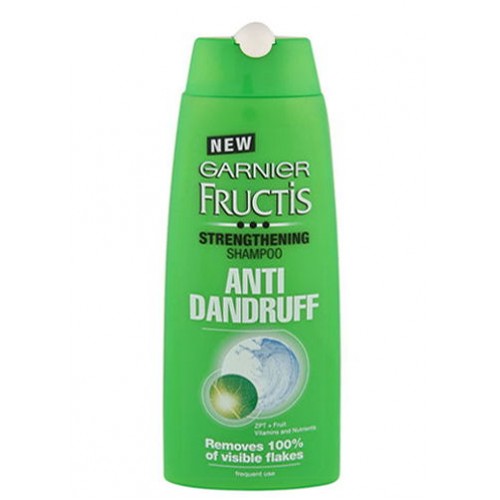 NEW
GARNIER
FRUCTIS
STRENGTHENING
SHAMPOO
ANTI
DANDRUFF
ZPT + Fruit
Vitamins and Nutrients
Removes 100%
of visible flakes
frequent use